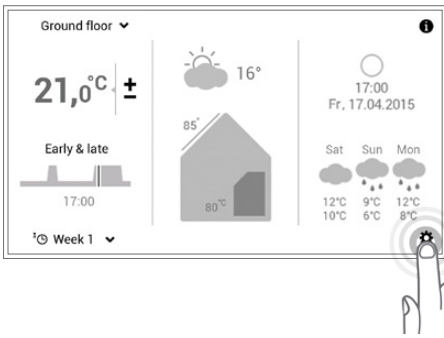 Ground floor
21,0°C ±
Early & late
17:00
1 Week 1
16°
85°
80°C
17:00
Fr, 17.04.2015
Sat Sun Mon
12°C 9°C 12°C
10°C 6°C 8°C